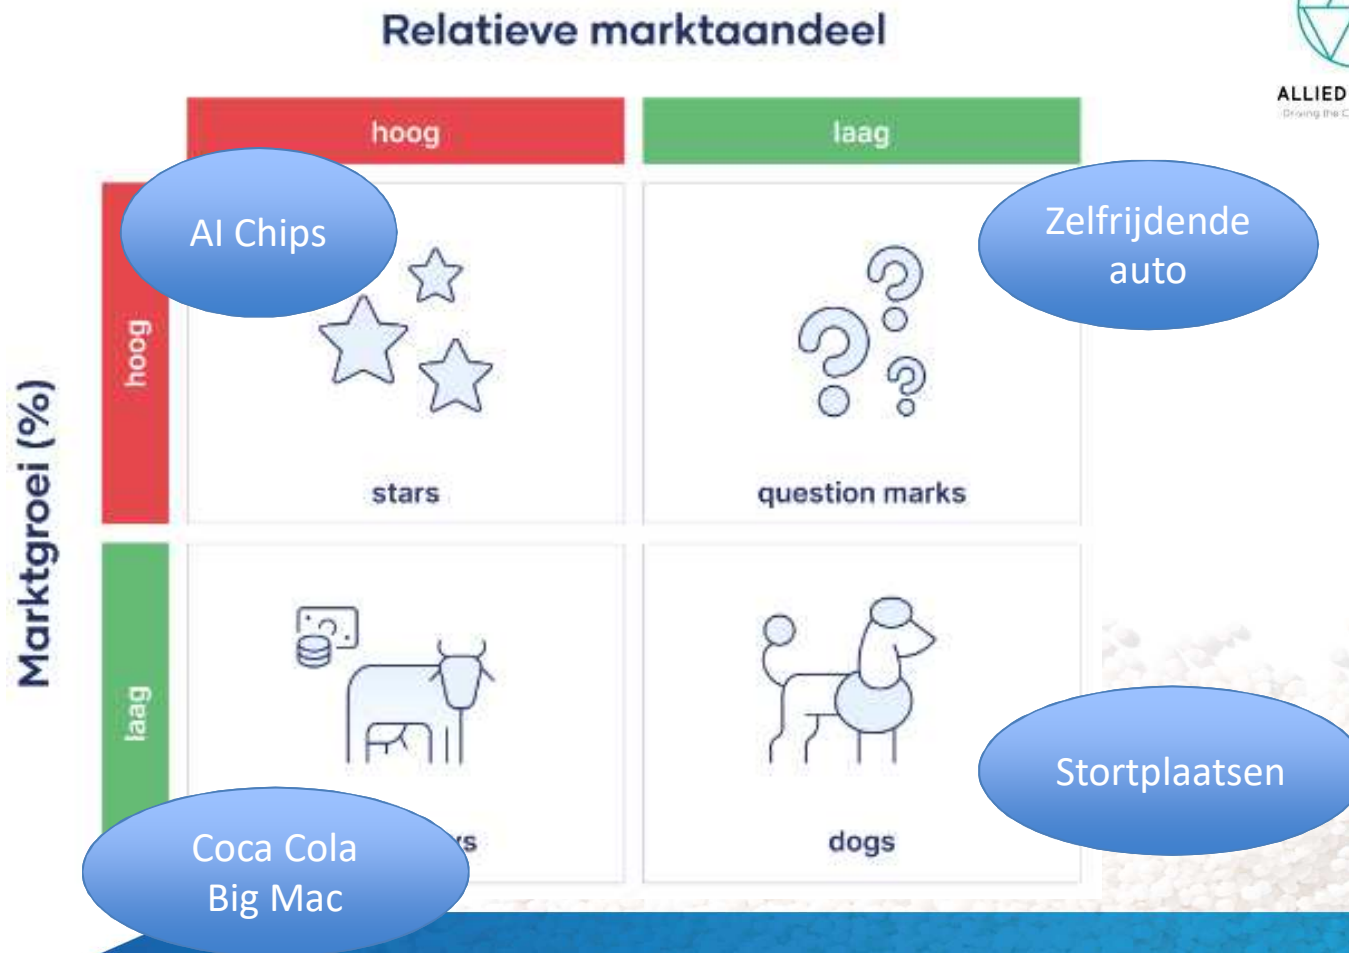 Relatieve marktaandeel
ALLIED
hoog
laag
Marktgroei (%)
hoog
AI Chips
Zelfrijdende
auto
stars
question marks
laag
Stortplaatsen
Coca Cola
Big Mac
dogs